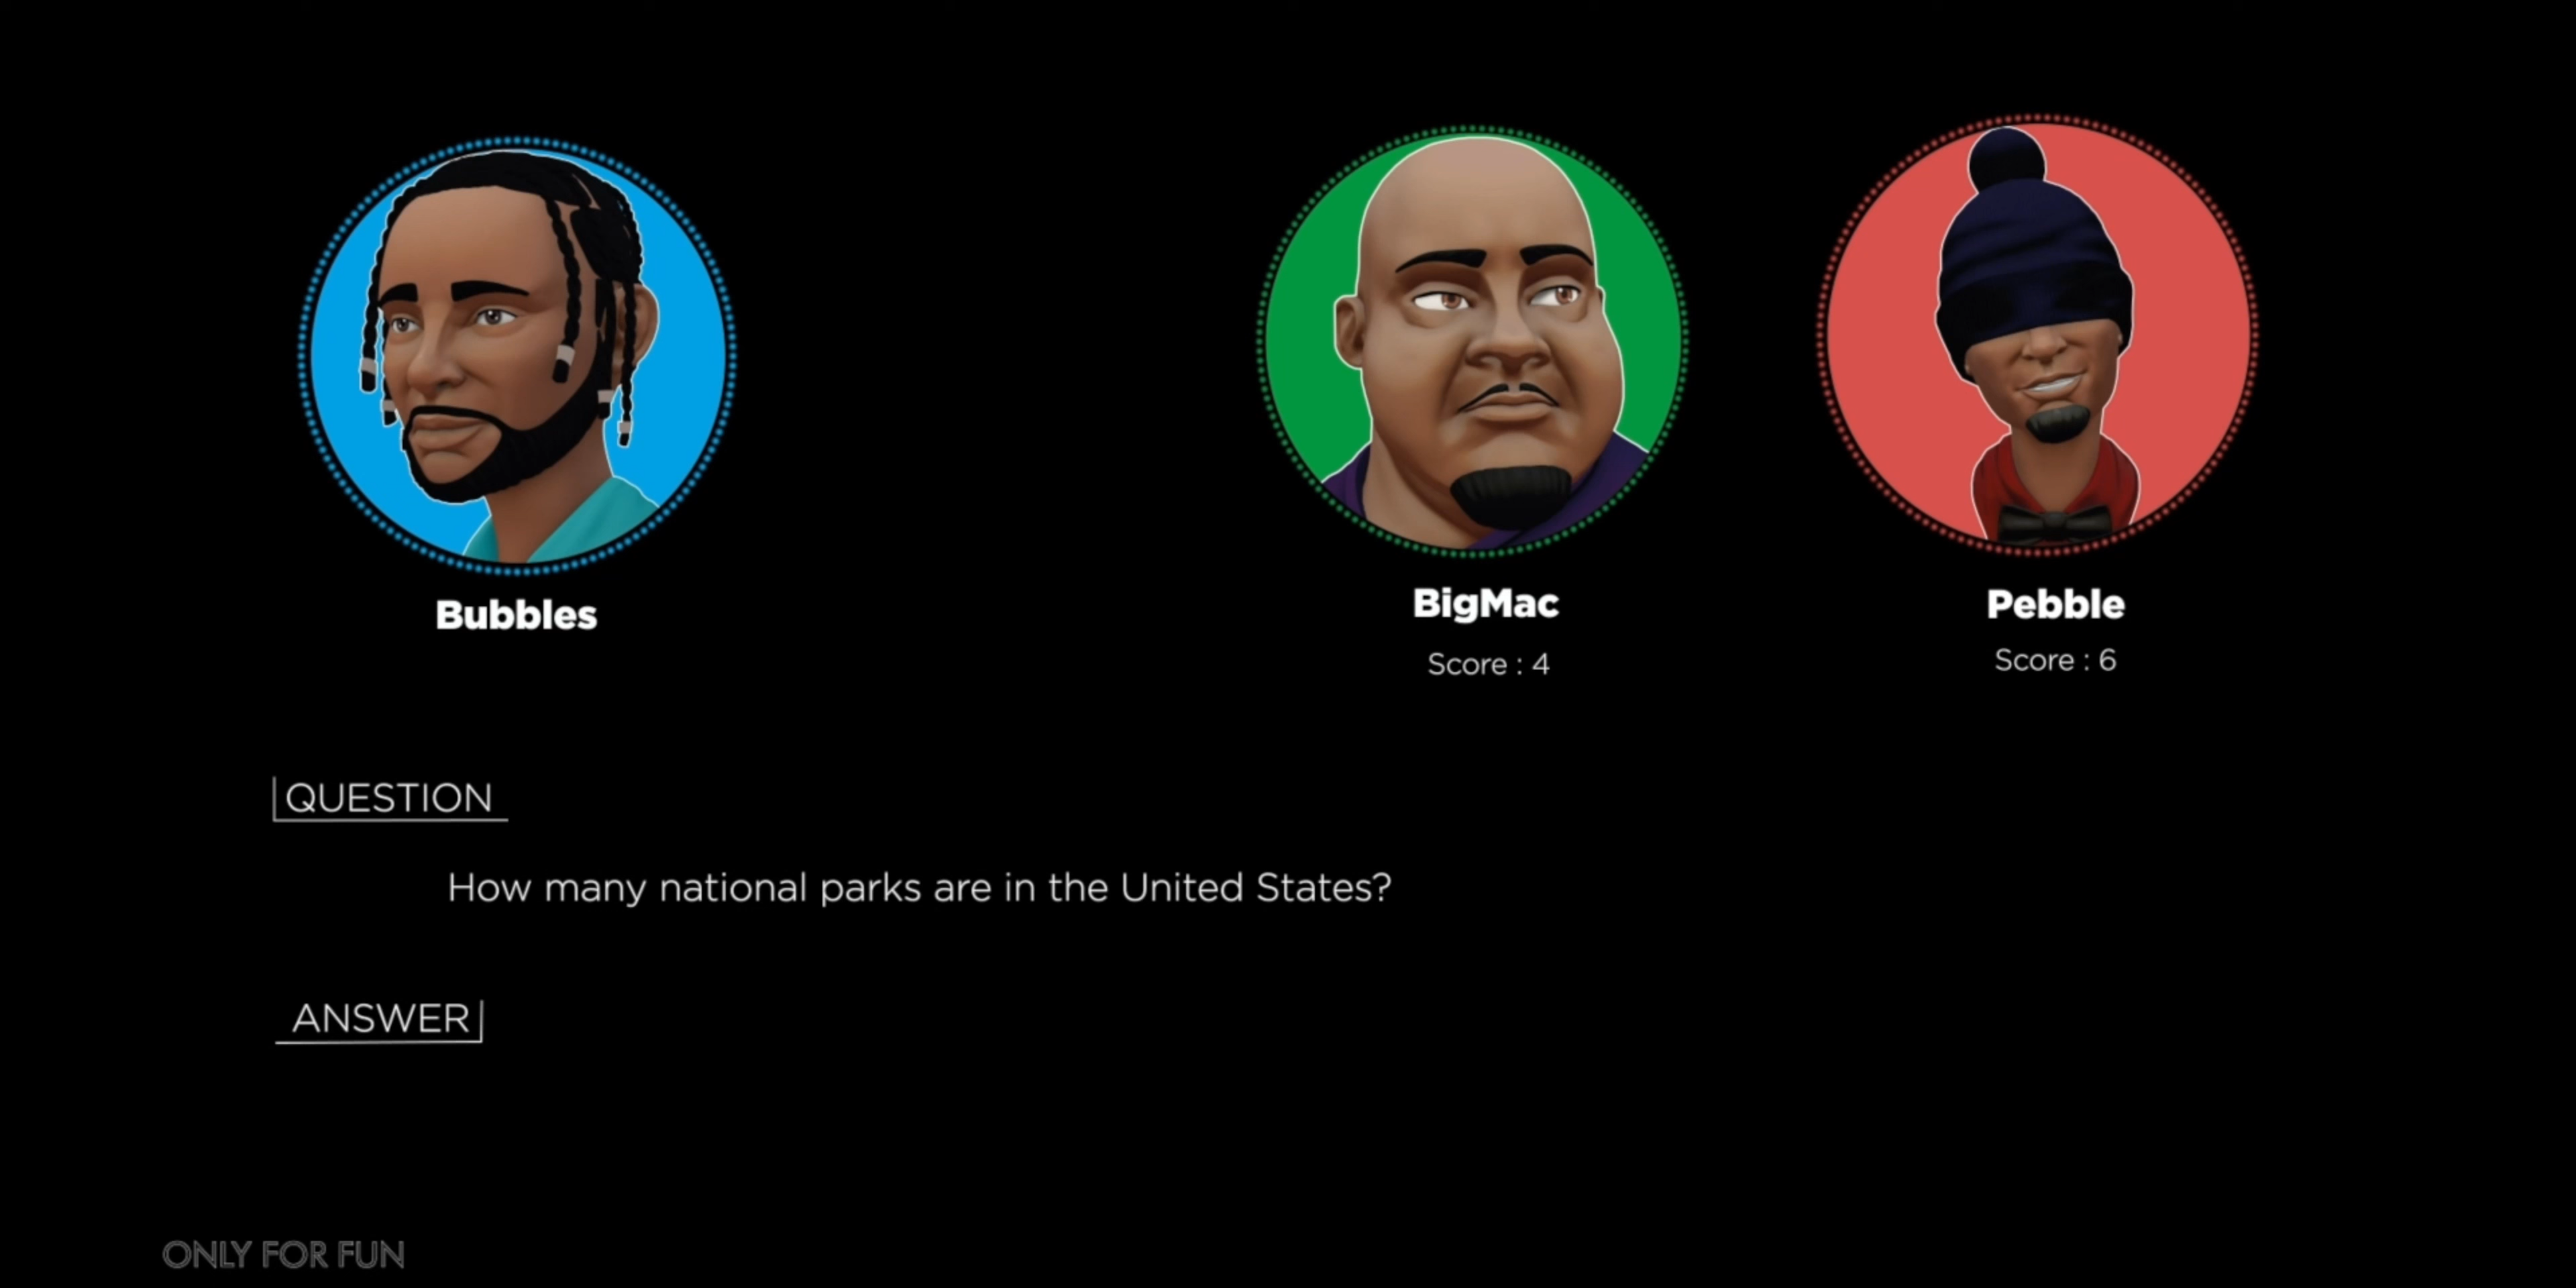 Bubbles
BigMac
Pebble
Score : 4
Score : 6
QUESTION
How many national parks are in the United States?
ANSWER
ONLY FOR FUN